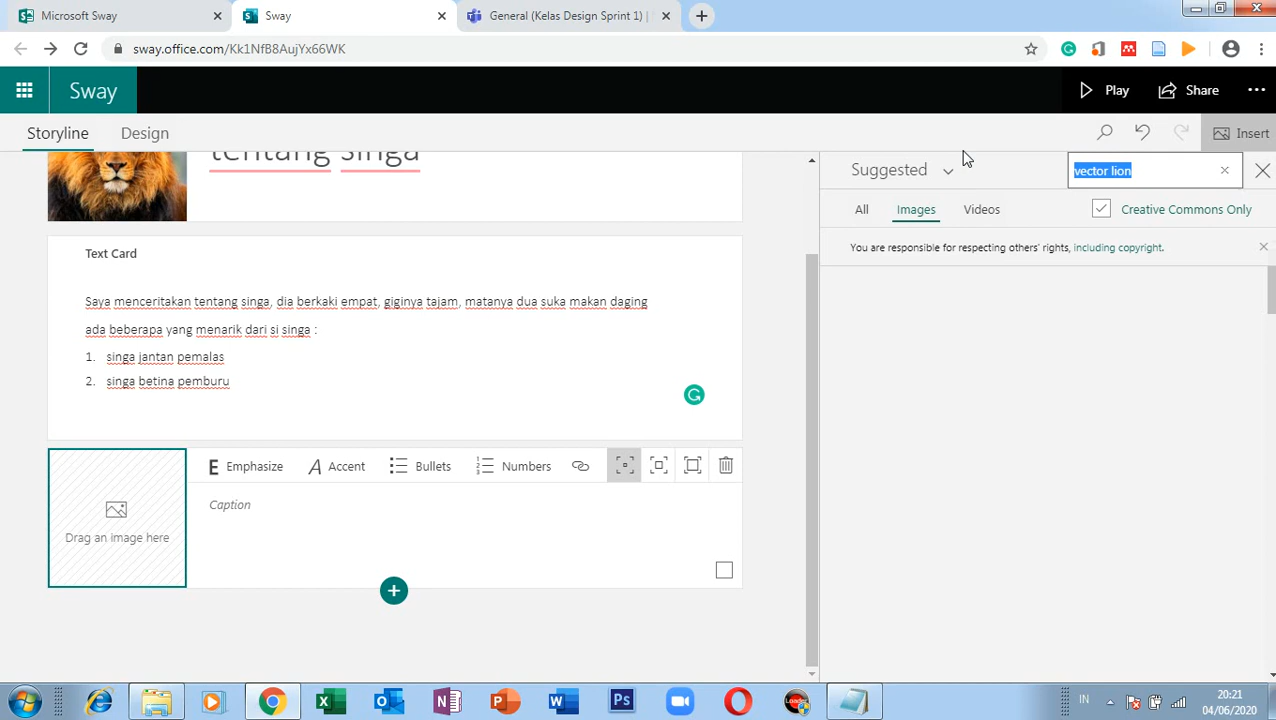 Microsoft Sway
Sway
General (Kelas Design Sprint 1) |
sway.office.com/Kk1NfB8AujYx66WK
Sway
Play
Share
Storyline
Design
Insert
tentang singa
Suggested
vector lion
All
Images
Videos
Creative Commons Only
You are responsible for respecting others' rights, including copyright.
Text Card
Saya menceritakan tentang singa, dia berkaki empat, giginya tajam, matanya dua suka makan daging
ada beberapa yang menarik dari si singa :
1. singa jantan pemalas
2. singa betina pemburu
Drag an image here
E Emphasize
A Accent
Bullets
Numbers
Caption
IN
20:21
04/06/2020